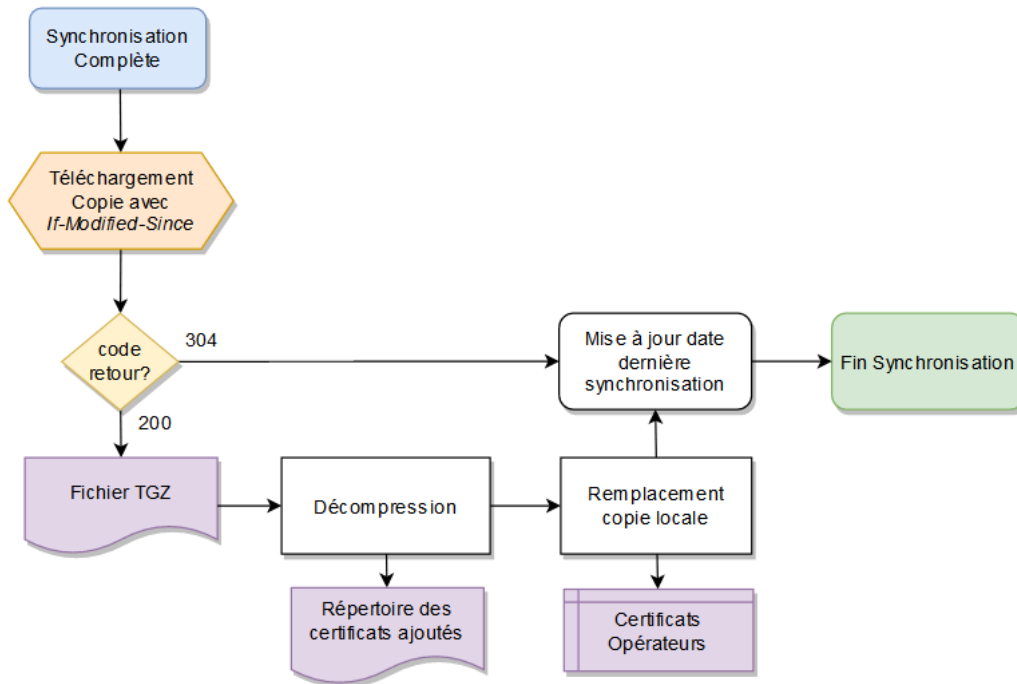 Synchronisation
Complète
Téléchargement
Copie avec
If-Modified-Since
code
retour?
304
200
Mise à jour date
dernière
synchronisation
Fin Synchronisation
Fichier TGZ
Décompression
Remplacement
copie locale
Répertoire des
certificats ajoutés
Certificats
Opérateurs